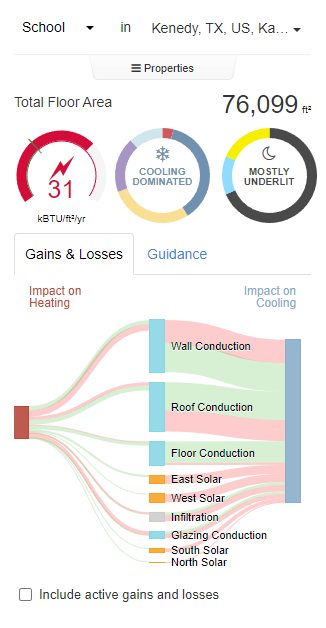 School in Kenedy, TX, US, Ka...
Properties
Total Floor Area 76,099 ft²
31
kBTU/ft²/yr
COOLING
DOMINATED
MOSTLY
UNDERLIT
Gains & Losses Guidance
Impact on
Heating
Impact on
Cooling
Wall Conduction
Roof Conduction
Floor Conduction
East Solar
West Solar
Infiltration
Glazing Conduction
South Solar
North Solar
Include active gains and losses